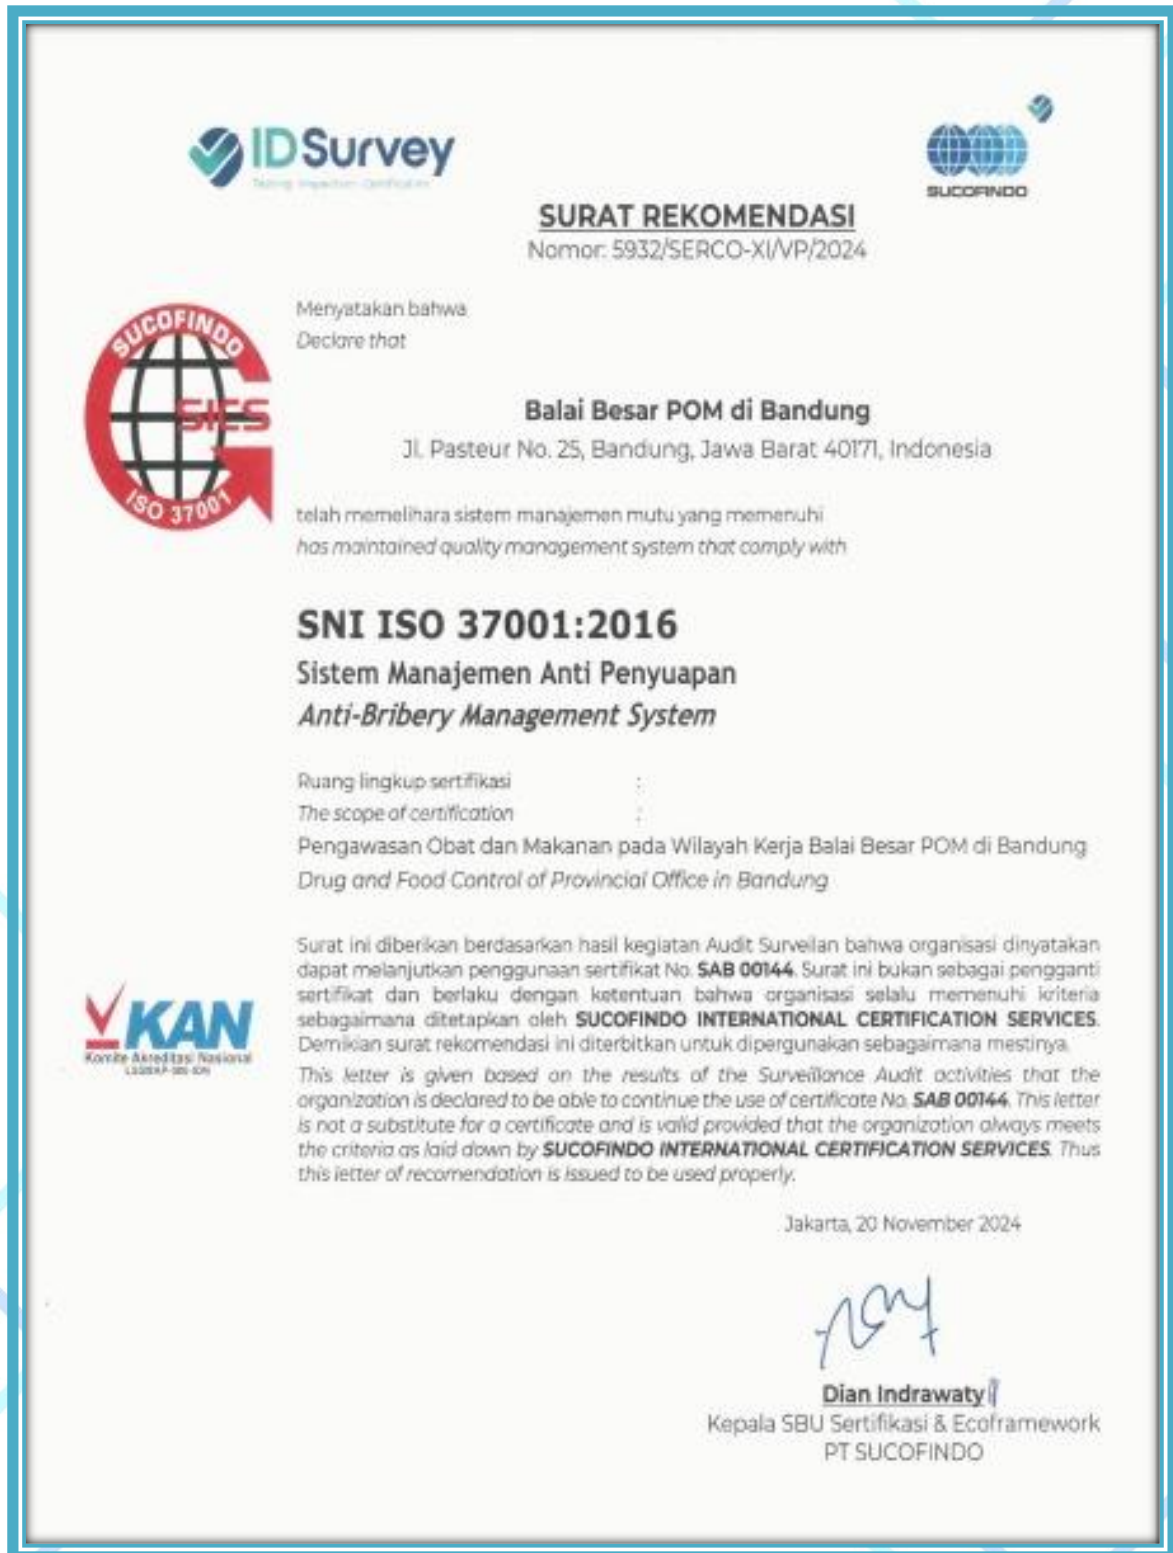 IDSurvey
Testing · Inspection · Certification
SUCOFINDO
SURAT REKOMENDASI
Nomor: 5932/SERCO-XI/VP/2024
SUCOFINDO
SICS
ISO 37001
Menyatakan bahwa
Declare that
Balai Besar POM di Bandung
Jl. Pasteur No. 25, Bandung, Jawa Barat 40171, Indonesia
telah memelihara sistem manajemen mutu yang memenuhi
has maintained quality management system that comply with
SNI ISO 37001:2016
Sistem Manajemen Anti Penyuapan
Anti-Bribery Management System
Ruang lingkup sertifikasi :
The scope of certification :
Pengawasan Obat dan Makanan pada Wilayah Kerja Balai Besar POM di Bandung
Drug and Food Control of Provincial Office in Bandung
Surat ini diberikan berdasarkan hasil kegiatan Audit Surveilan bahwa organisasi dinyatakan
dapat melanjutkan penggunaan sertifikat No. SAB 00144. Surat ini bukan sebagai pengganti
sertifikat dan berlaku dengan ketentuan bahwa organisasi selalu memenuhi kriteria
sebagaimana ditetapkan oleh SUCOFINDO INTERNATIONAL CERTIFICATION SERVICES.
Demikian surat rekomendasi ini diterbitkan untuk dipergunakan sebagaimana mestinya.
KAN
Komite Akreditasi Nasional
This letter is given based on the results of the Surveillance Audit activities that the
organization is declared to be able to continue the use of certificate No. SAB 00144. This letter
is not a substitute for a certificate and is valid provided that the organization always meets
the criteria as laid down by SUCOFINDO INTERNATIONAL CERTIFICATION SERVICES. Thus
this letter of recomendation is issued to be used properly.
Jakarta, 20 November 2024
Dian Indrawaty
Kepala SBU Sertifikasi & Ecoframework
PT SUCOFINDO